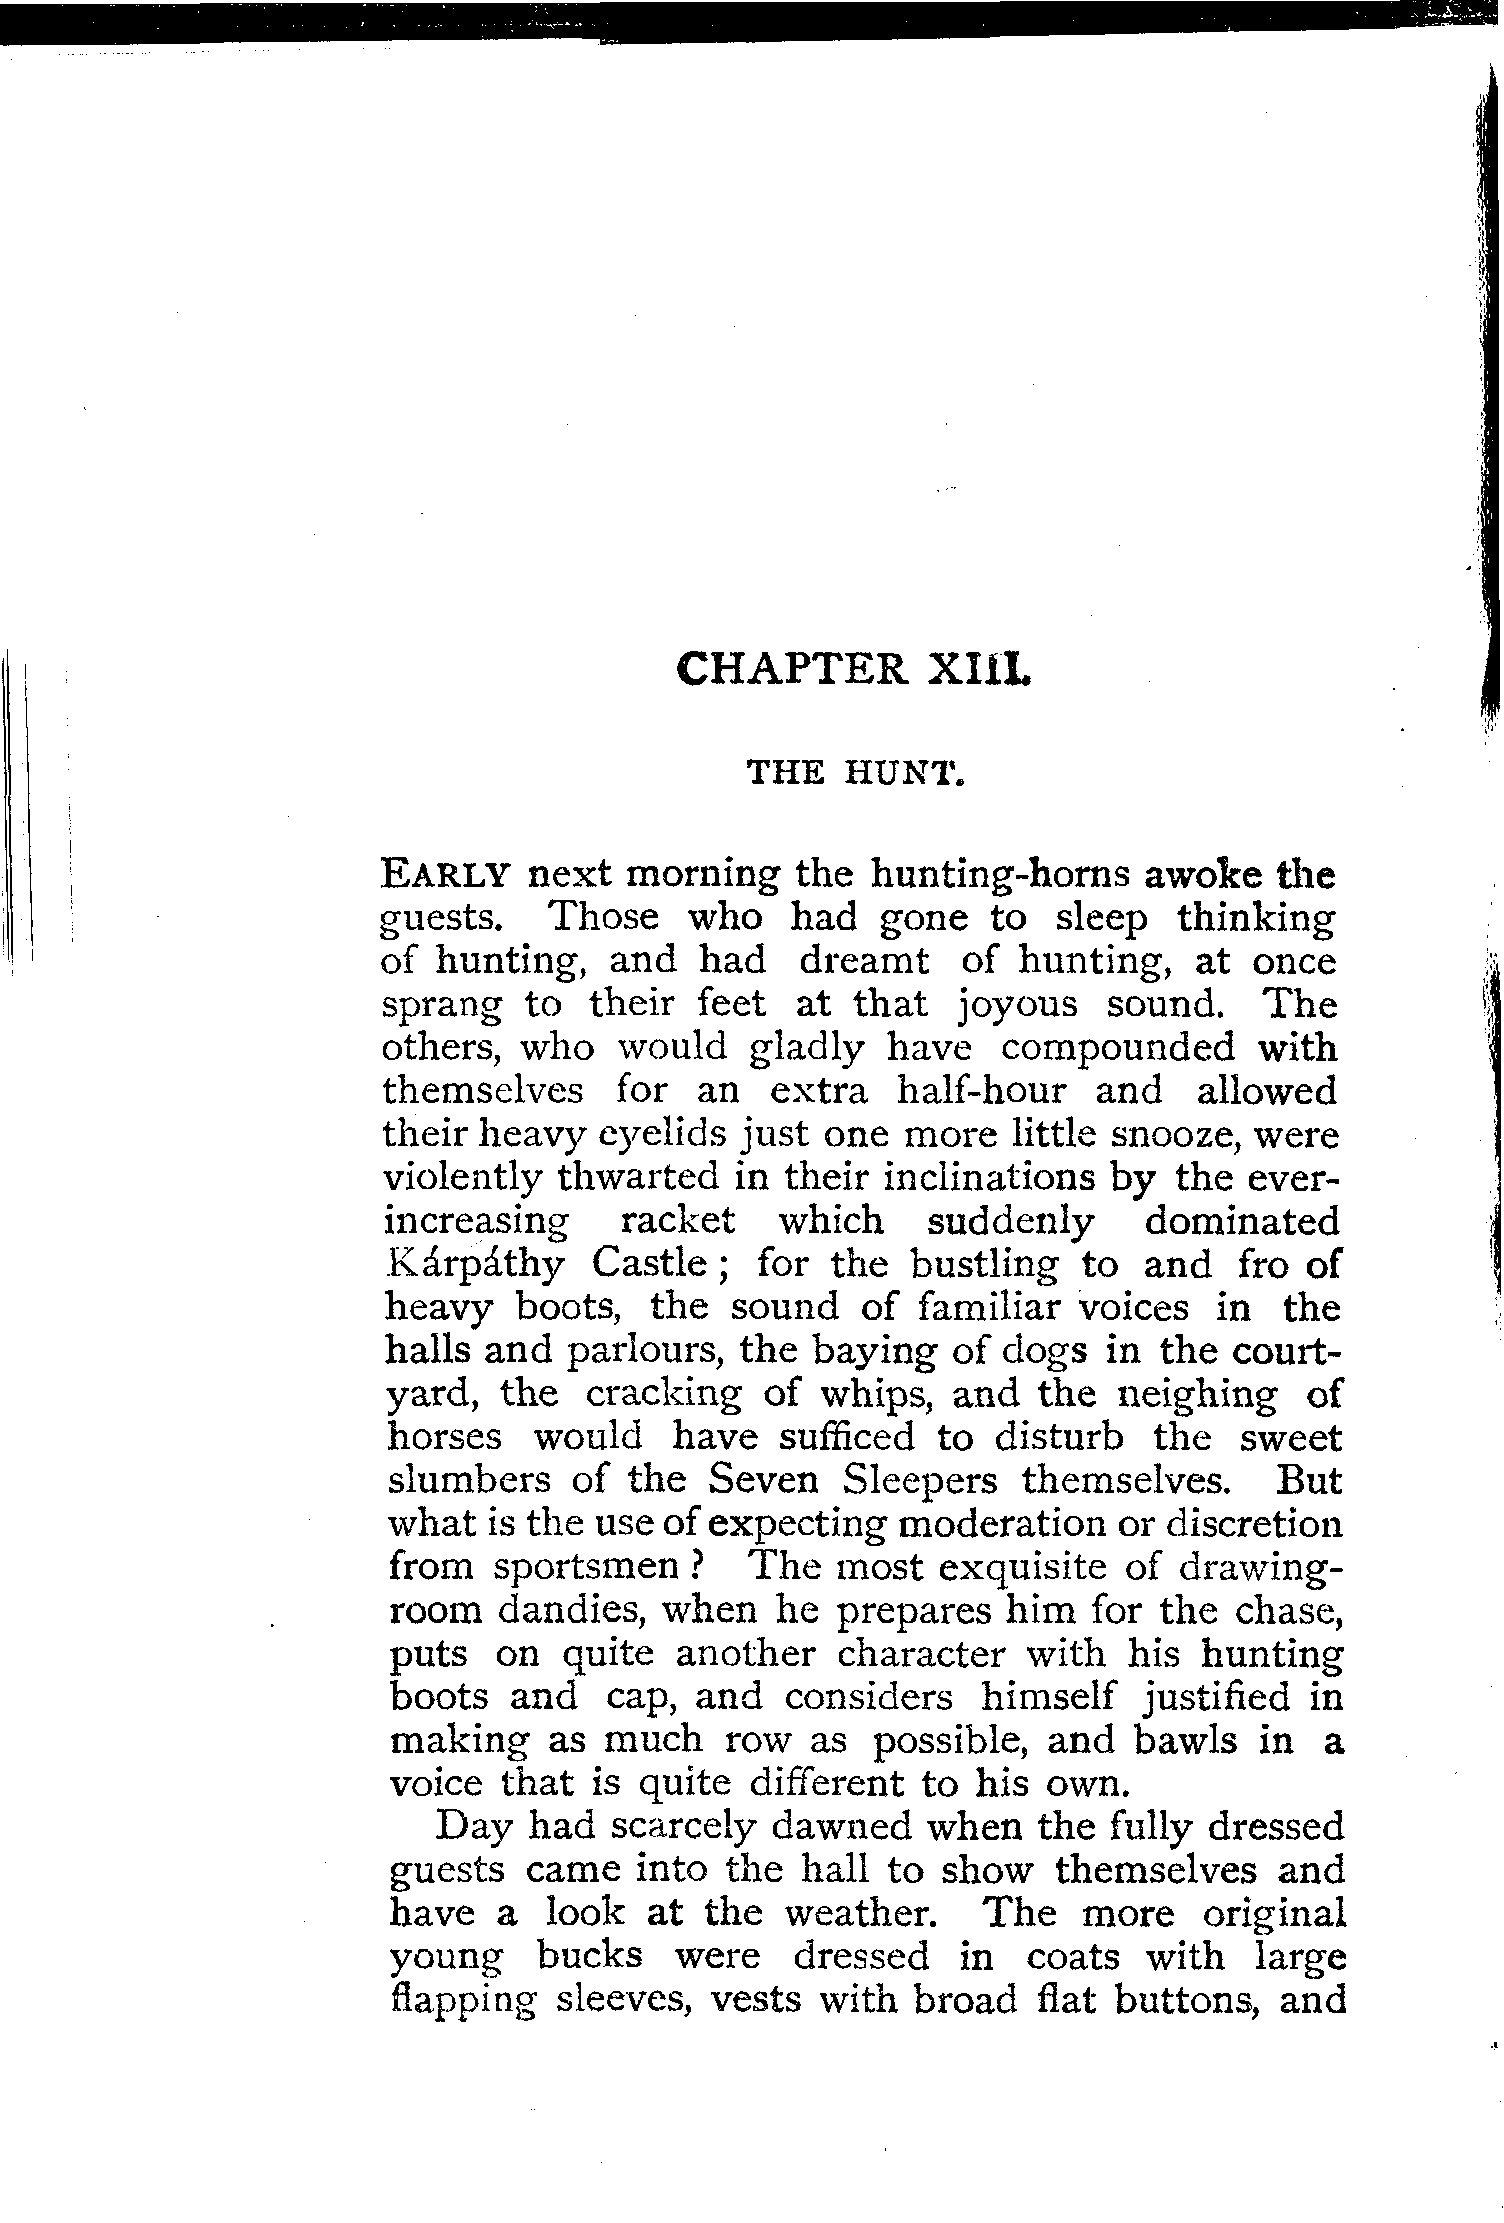 CHAPTER XIII.
THE HUNT.
EARLY next morning the hunting-horns awoke the
guests. Those who had gone to sleep thinking
of hunting, and had dreamt of hunting, at once
sprang to their feet at that joyous sound. The
others, who would gladly have compounded with
themselves for an extra half-hour and allowed
their heavy eyelids just one more little snooze, were
violently thwarted in their inclinations by the ever-
increasing racket which suddenly dominated
Kárpáthy Castle ; for the bustling to and fro of
heavy boots, the sound of familiar voices in the
halls and parlours, the baying of dogs in the court-
yard, the cracking of whips, and the neighing of
horses would have sufficed to disturb the sweet
slumbers of the Seven Sleepers themselves. But
what is the use of expecting moderation or discretion
from sportsmen ? The most exquisite of drawing-
room dandies, when he prepares him for the chase,
puts on quite another character with his hunting
boots and cap, and considers himself justified in
making as much row as possible, and bawls in a
voice that is quite different to his own.
Day had scarcely dawned when the fully dressed
guests came into the hall to show themselves and
have a look at the weather. The more original
young bucks were dressed in coats with large
flapping sleeves, vests with broad flat buttons, and